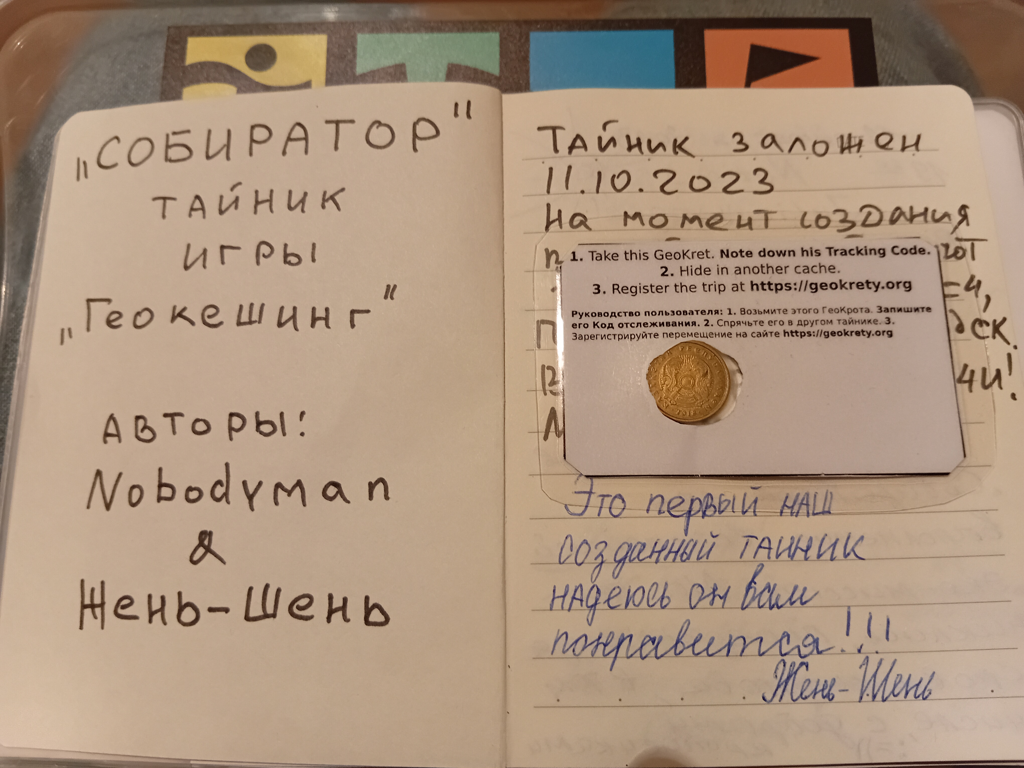 „СОБИРАТОР"
ТАЙНИК
ИГРЫ
„Геокешинг"
АВТОРЫ:
Nobodyman
&
Жень-Шень
ТАЙНИК заложен
11.10.2023
На момент создания
1. Take this GeoKret. Note down his Tracking Code.
2. Hide in another cache.
3. Register the trip at https://geokrety.org
Руководство пользователя: 1. Возьмите этого ГеоКрота. Запишите
его Код отслеживания. 2. Спрячьте его в другом тайнике. 3.
Зарегистрируйте перемещение на сайте https://geokrety.org
Это первый наш
созданный тайник
надеюсь он вам
понравится!!!
Жень-Шень